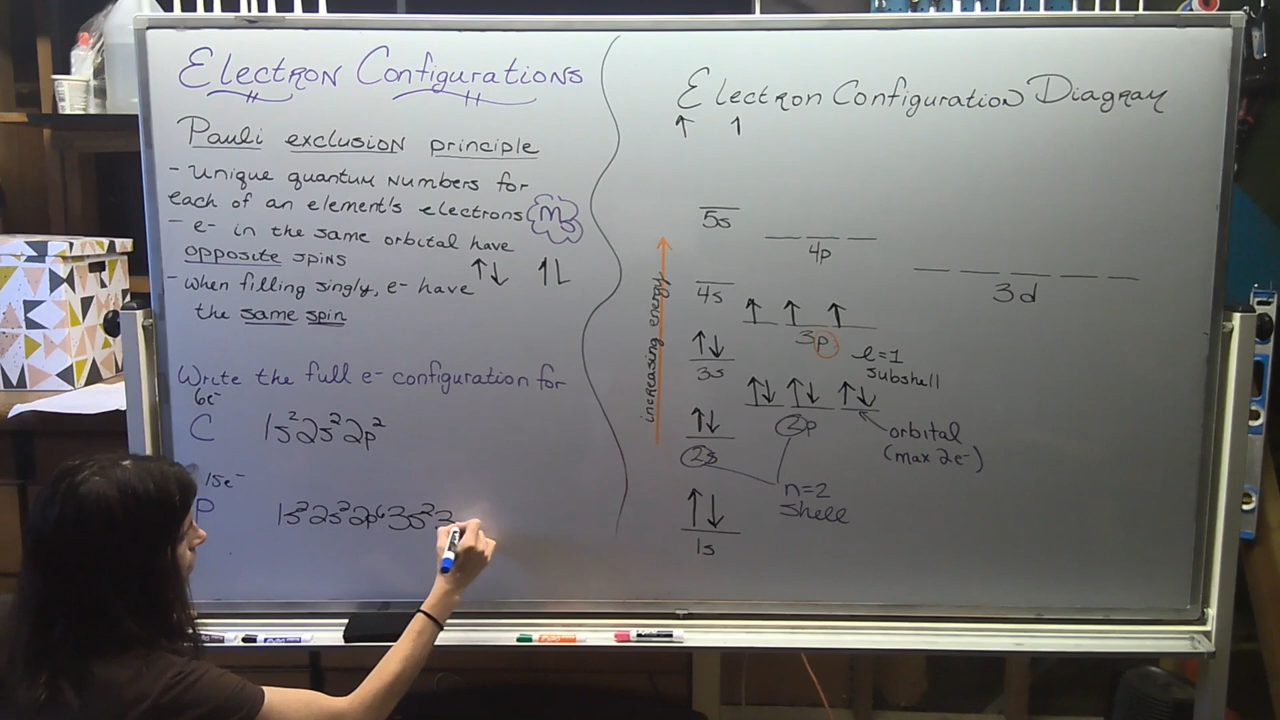 Electron Configurations
Pauli exclusion principle
- Unique quantum numbers for
each of an element's electrons ms
- e- in the same orbital have
opposite spins ↑↓ 1L
- when filling singly, e- have
the same spin
Write the full e- configuration for
6e⁻
C 1s²2s²2p²
15e⁻
P 1s²2s²2p⁶3s²3
Electron Configuration Diagram
↑ 1
5s
4p
3d
4s
3p
l=1
subshell
3s
2p
orbital
(max 2e⁻)
2s
n=2
shell
1s
increasing energy